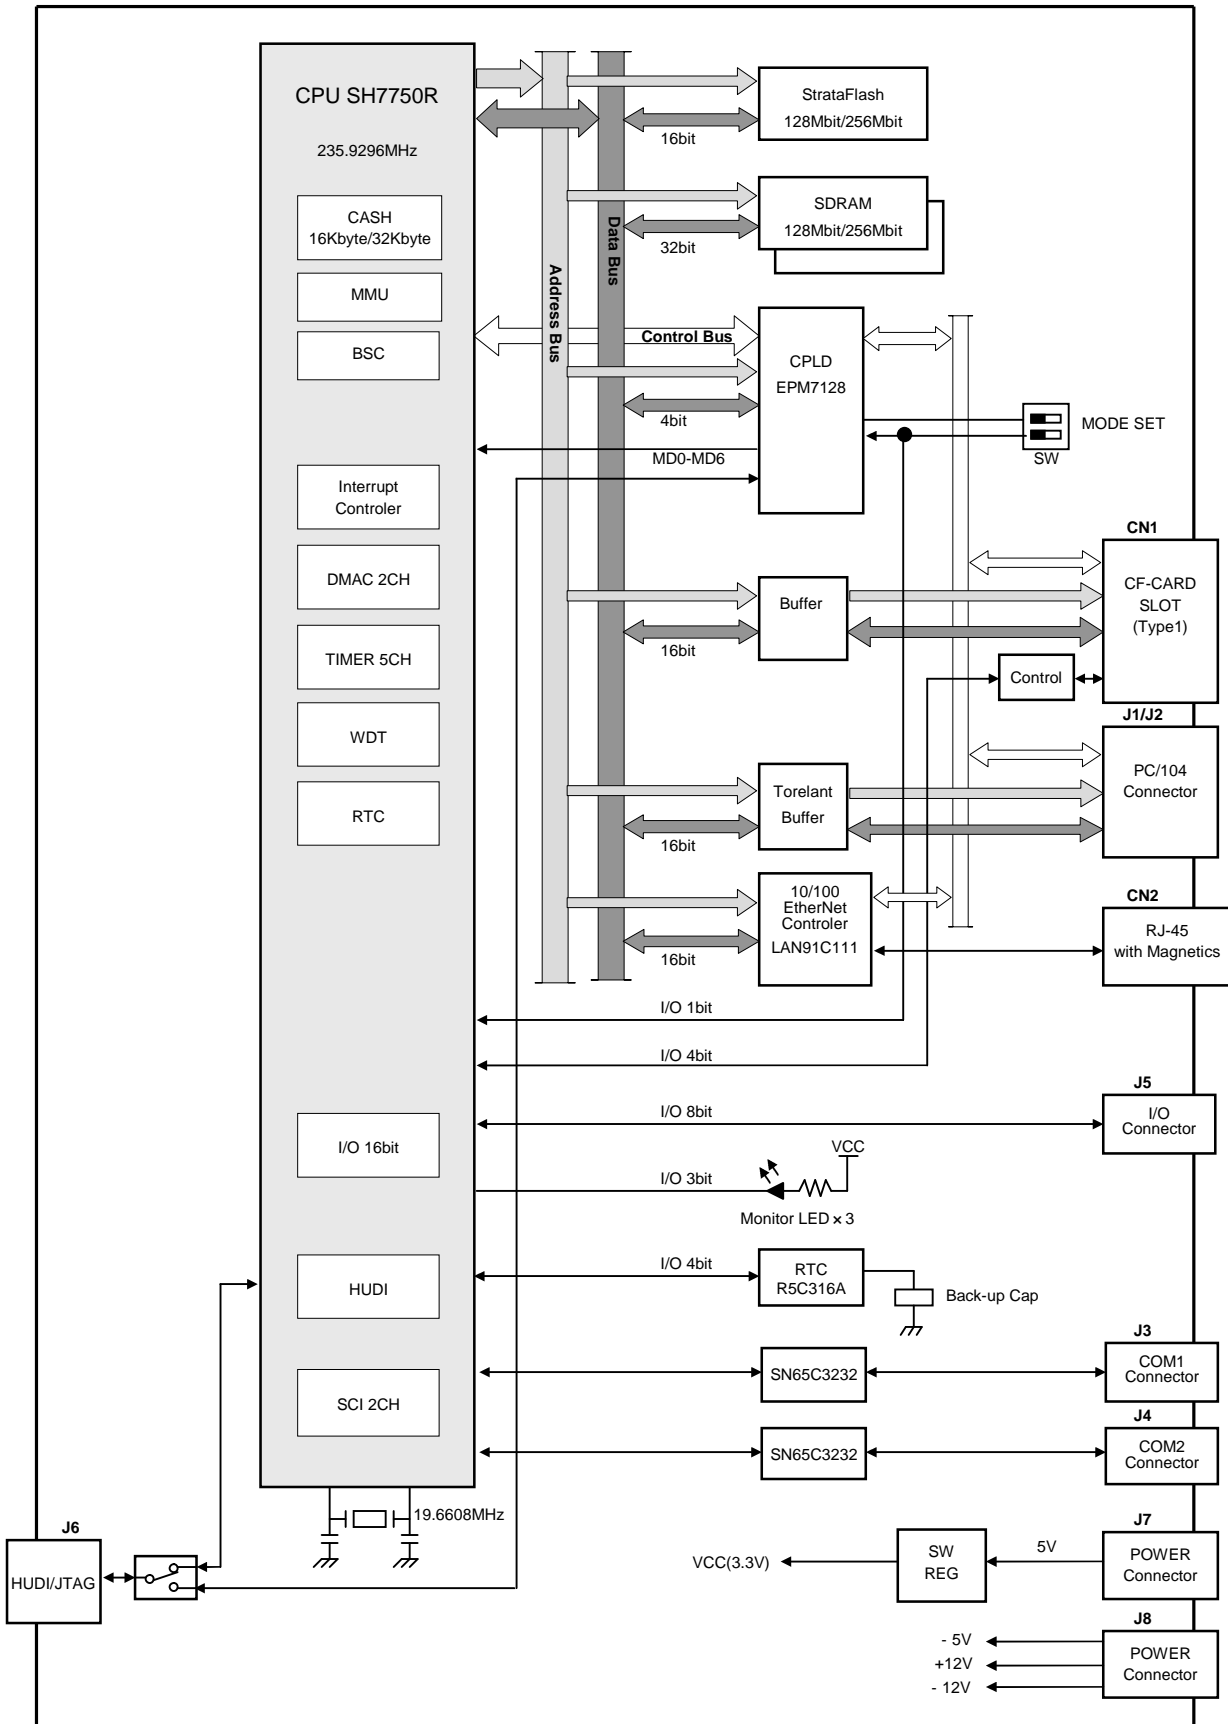 CPU SH7750R
235.9296MHz
CASH
16Kbyte/32Kbyte
MMU
BSC
Interrupt
Controler
DMAC 2CH
TIMER 5CH
WDT
RTC
I/O 16bit
HUDI
SCI 2CH
19.6608MHz
Address Bus
Data Bus
StrataFlash
128Mbit/256Mbit
16bit
SDRAM
128Mbit/256Mbit
32bit
Control Bus
CPLD
EPM7128
4bit
MD0-MD6
MODE SET
SW
CN1
CF-CARD
SLOT
(Type1)
Buffer
16bit
Control
J1/J2
PC/104
Connector
Torelant
Buffer
16bit
10/100
EtherNet
Controler
LAN91C111
16bit
CN2
RJ-45
with Magnetics
I/O 1bit
I/O 4bit
J5
I/O
Connector
I/O 8bit
VCC
I/O 3bit
Monitor LED × 3
I/O 4bit
RTC
R5C316A
Back-up Cap
J3
COM1
Connector
SN65C3232
J4
COM2
Connector
SN65C3232
J6
HUDI/JTAG
J7
POWER
Connector
5V
SW
REG
VCC(3.3V)
J8
POWER
Connector
- 5V
+12V
- 12V